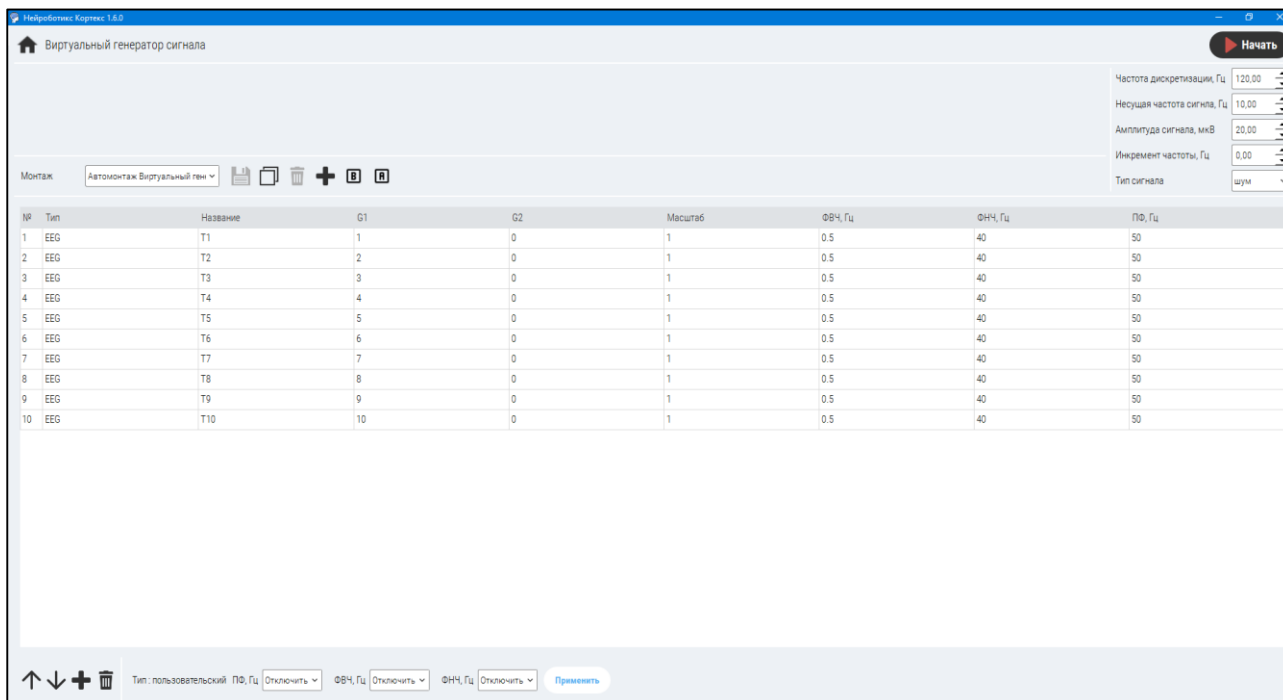 Нейроботикс Кортекс 1.6.0
Виртуальный генератор сигнала
Начать
Частота дискретизации, Гц 120,00
Несущая частота сигнла, Гц 10,00
Амплитуда сигнала, мкВ 20,00
Инкремент частоты, Гц 0,00
Тип сигнала шум
Монтаж Автомонтаж Виртуальный ген B R
№ Тип Название G1 G2 Масштаб ФВЧ, Гц ФНЧ, Гц ПФ, Гц
1 EEG T1 1 0 1 0.5 40 50
2 EEG T2 2 0 1 0.5 40 50
3 EEG T3 3 0 1 0.5 40 50
4 EEG T4 4 0 1 0.5 40 50
5 EEG T5 5 0 1 0.5 40 50
6 EEG T6 6 0 1 0.5 40 50
7 EEG T7 7 0 1 0.5 40 50
8 EEG T8 8 0 1 0.5 40 50
9 EEG T9 9 0 1 0.5 40 50
10 EEG T10 10 0 1 0.5 40 50
Тип : пользовательский ПФ, Гц Отключить ФВЧ, Гц Отключить ФНЧ, Гц Отключить Применить